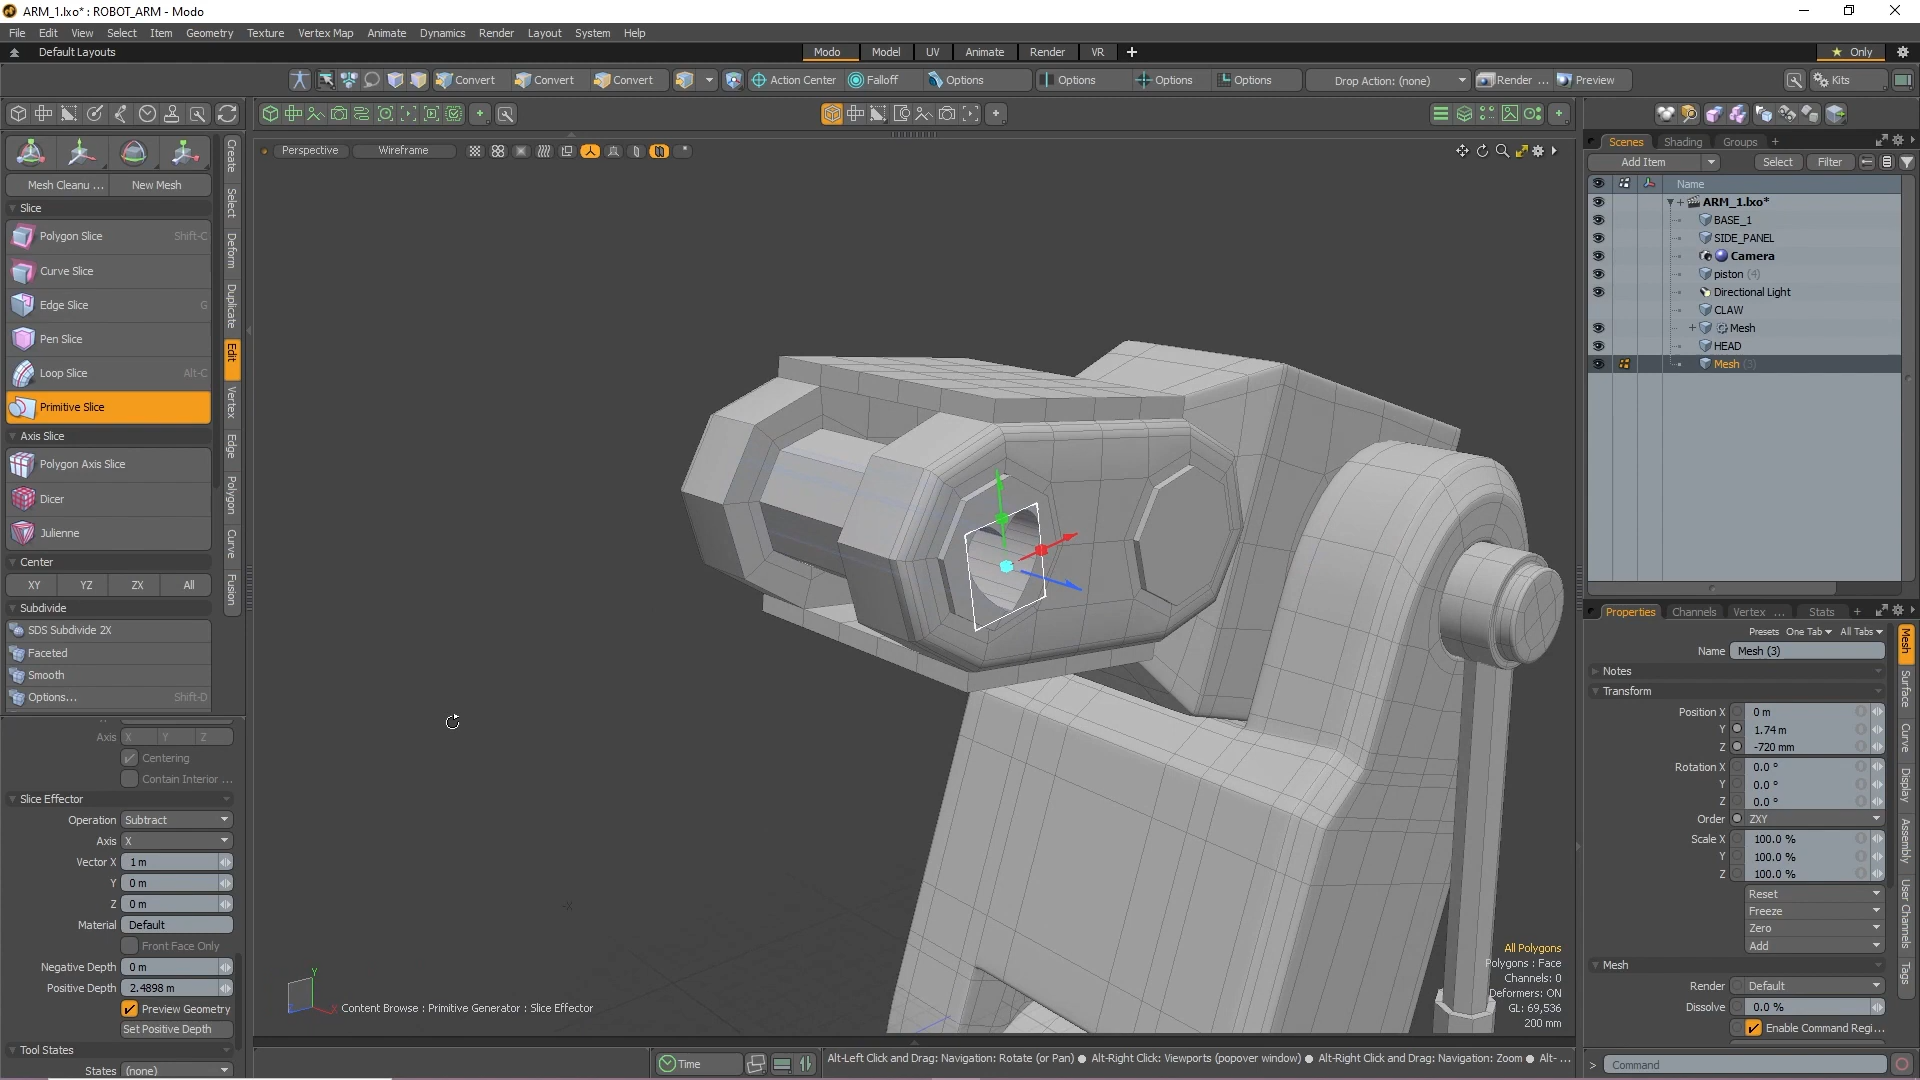 ARM_1.lxo* : ROBOT_ARM - Modo
File Edit View Select Item Geometry Texture Vertex Map Animate Dynamics Render Layout System Help
Default Layouts
Modo Model UV Animate Render VR
Only
Convert Convert Convert Action Center Falloff Options Options Options Options Drop Action: (none) Render ... Preview Kits
Mesh Cleanu ... New Mesh
Slice
Polygon Slice Shift-C
Curve Slice
Edge Slice G
Pen Slice
Loop Slice Alt-C
Primitive Slice
Axis Slice
Polygon Axis Slice
Dicer
Julienne
Center
XY YZ ZX All
Subdivide
SDS Subdivide 2X
Faceted
Smooth
Options... Shift-D
Create
Select
Deform
Duplicate
Edit
Vertex
Edge
Polygon
Curve
Fusion
Axis X Y Z
Centering
Contain Interior ...
Slice Effector
Operation Subtract
Axis X
Vector X 1 m
Y 0 m
Z 0 m
Material Default
Front Face Only
Negative Depth 0 m
Positive Depth 2.4898 m
Preview Geometry
Set Positive Depth
Tool States
States (none)
Perspective Wireframe
Y
X
-X
Content Browse : Primitive Generator : Slice Effector
All Polygons
Polygons : Face
Channels: 0
Deformers: ON
GL: 69,536
200 mm
Time
Alt-Left Click and Drag: Navigation: Rotate (or Pan) ● Alt-Right Click: Viewports (popover window) ● Alt-Right Click and Drag: Navigation: Zoom ● Alt- ...
Scenes Shading Groups
Add Item Select Filter
Name
ARM_1.lxo*
BASE_1
SIDE_PANEL
Camera
piston (4)
Directional Light
CLAW
Mesh
HEAD
Mesh (3)
Properties Channels Vertex ... Stats
Presets One Tab All Tabs
Name Mesh (3)
Notes
Transform
Position X 0 m
Y 1.74 m
Z -720 mm
Rotation X 0.0 °
Y 0.0 °
Z 0.0 °
Order ZXY
Scale X 100.0 %
Y 100.0 %
Z 100.0 %
Reset
Freeze
Zero
Add
Mesh
Render Default
Dissolve 0.0 %
Enable Command Regi...
Mesh
Surface
Curve
Display
Assembly
User Channels
Tags
> Command